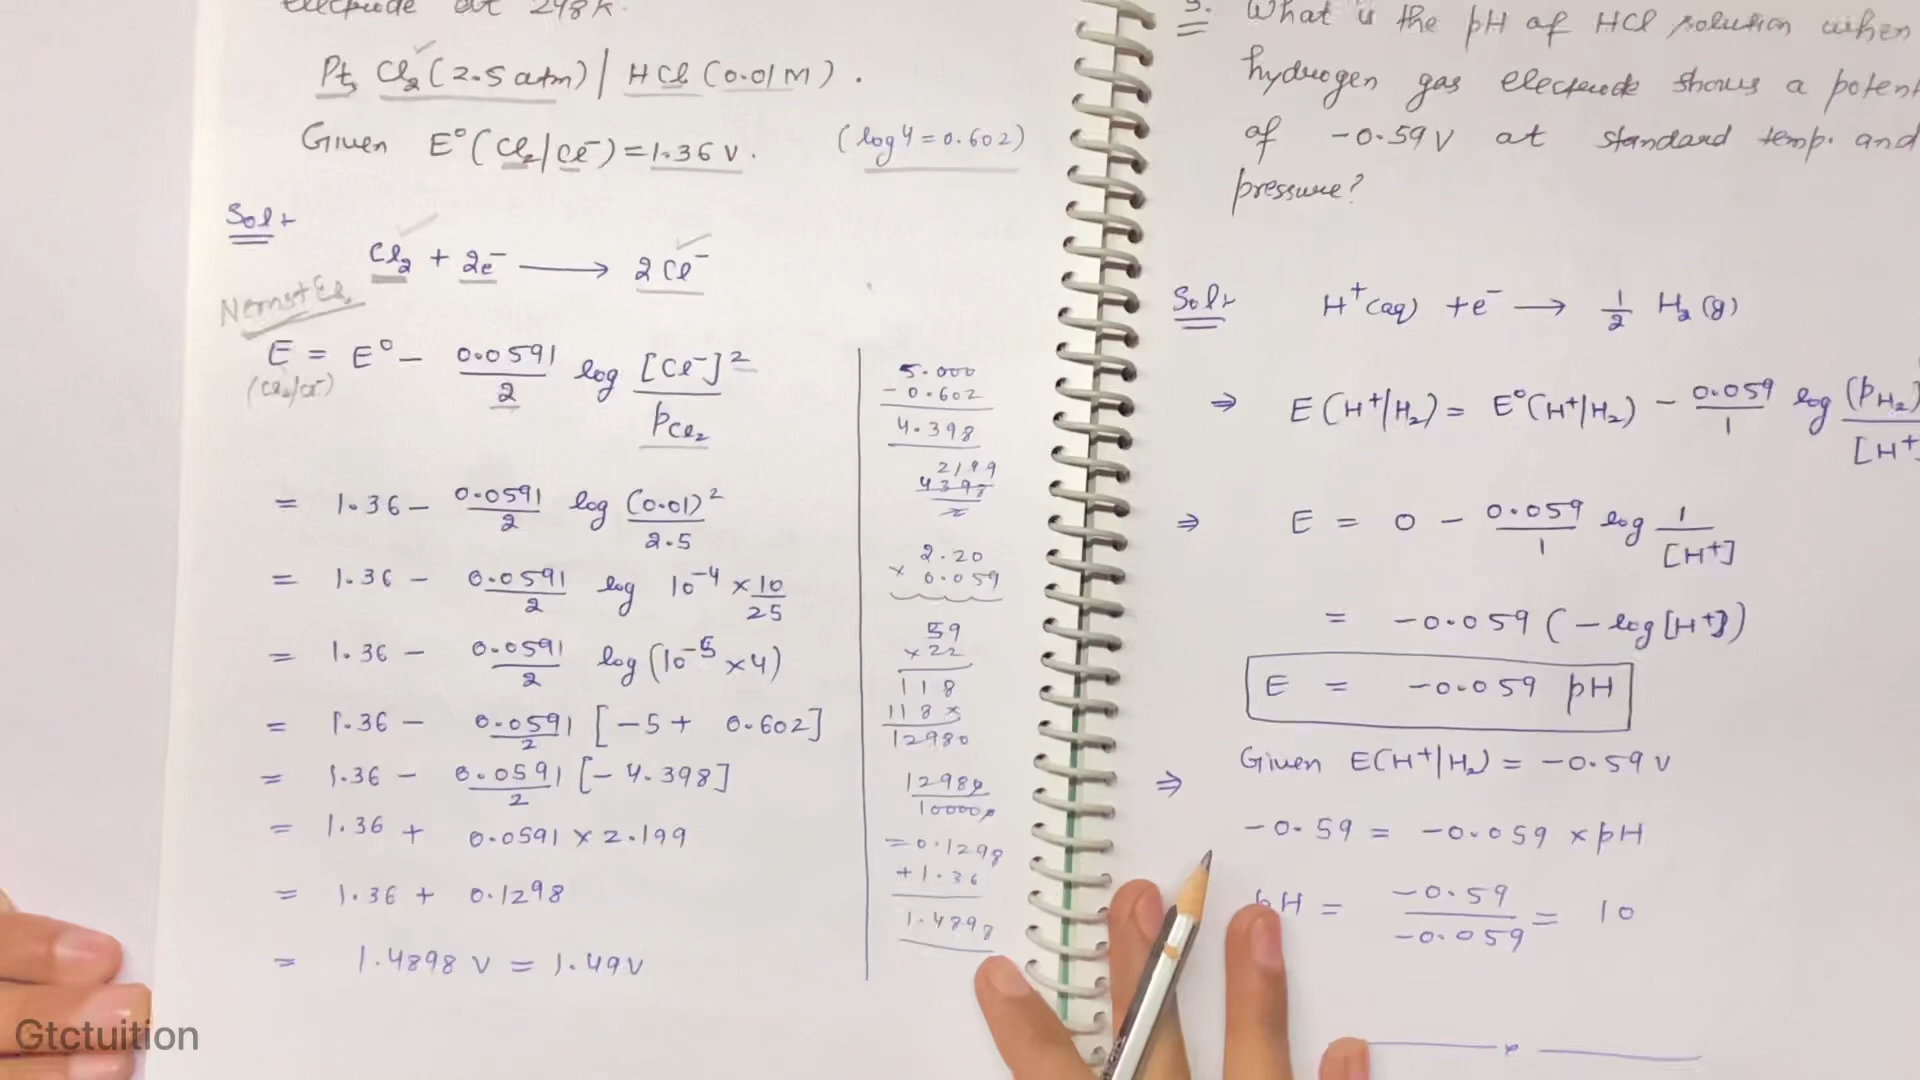 electrode at 298K.
Pt, Cl₂ (2.5 atm) | HCl (0.01 M).
Given E⁰ (Cl₂/Cl⁻) = 1.36 V. (log 4 = 0.602)
Sol:-
Cl₂ + 2e⁻ ⟶ 2Cl⁻
Nernst Eq.
E = E⁰ - 0.0591/2 log [Cl⁻]²/pCl₂
(Cl₂/Cl⁻)
= 1.36 - 0.0591/2 log (0.01)²/2.5
= 1.36 - 0.0591/2 log 10⁻⁴ × 10/25
= 1.36 - 0.0591/2 log (10⁻⁵ × 4)
= 1.36 - 0.0591/2 [-5 + 0.602]
= 1.36 - 0.0591/2 [-4.398]
= 1.36 + 0.0591 × 2.199
= 1.36 + 0.1298
= 1.4898 V = 1.49 V
5.000
- 0.602
4.398
2199
2.20
× 0.059
59
×22
118
118×
12980
12980
100000
= 0.1298
+ 1.36
1.4898
3. What is the pH of HCl solution when
hydrogen gas electrode shows a potent
of -0.59 V at standard temp. and
pressure?
Sol:-
H⁺(aq) + e⁻ ⟶ 1/2 H₂(g)
⇒ E(H⁺|H₂) = E⁰(H⁺|H₂) - 0.059/1 log (pH₂)/[H⁺
⇒ E = 0 - 0.059/1 log 1/[H⁺]
= -0.059 (-log [H⁺])
E = -0.059 pH
⇒ Given E(H⁺|H₂) = -0.59 V
-0.59 = -0.059 × pH
pH = -0.59/-0.059 = 10
Gtctuition